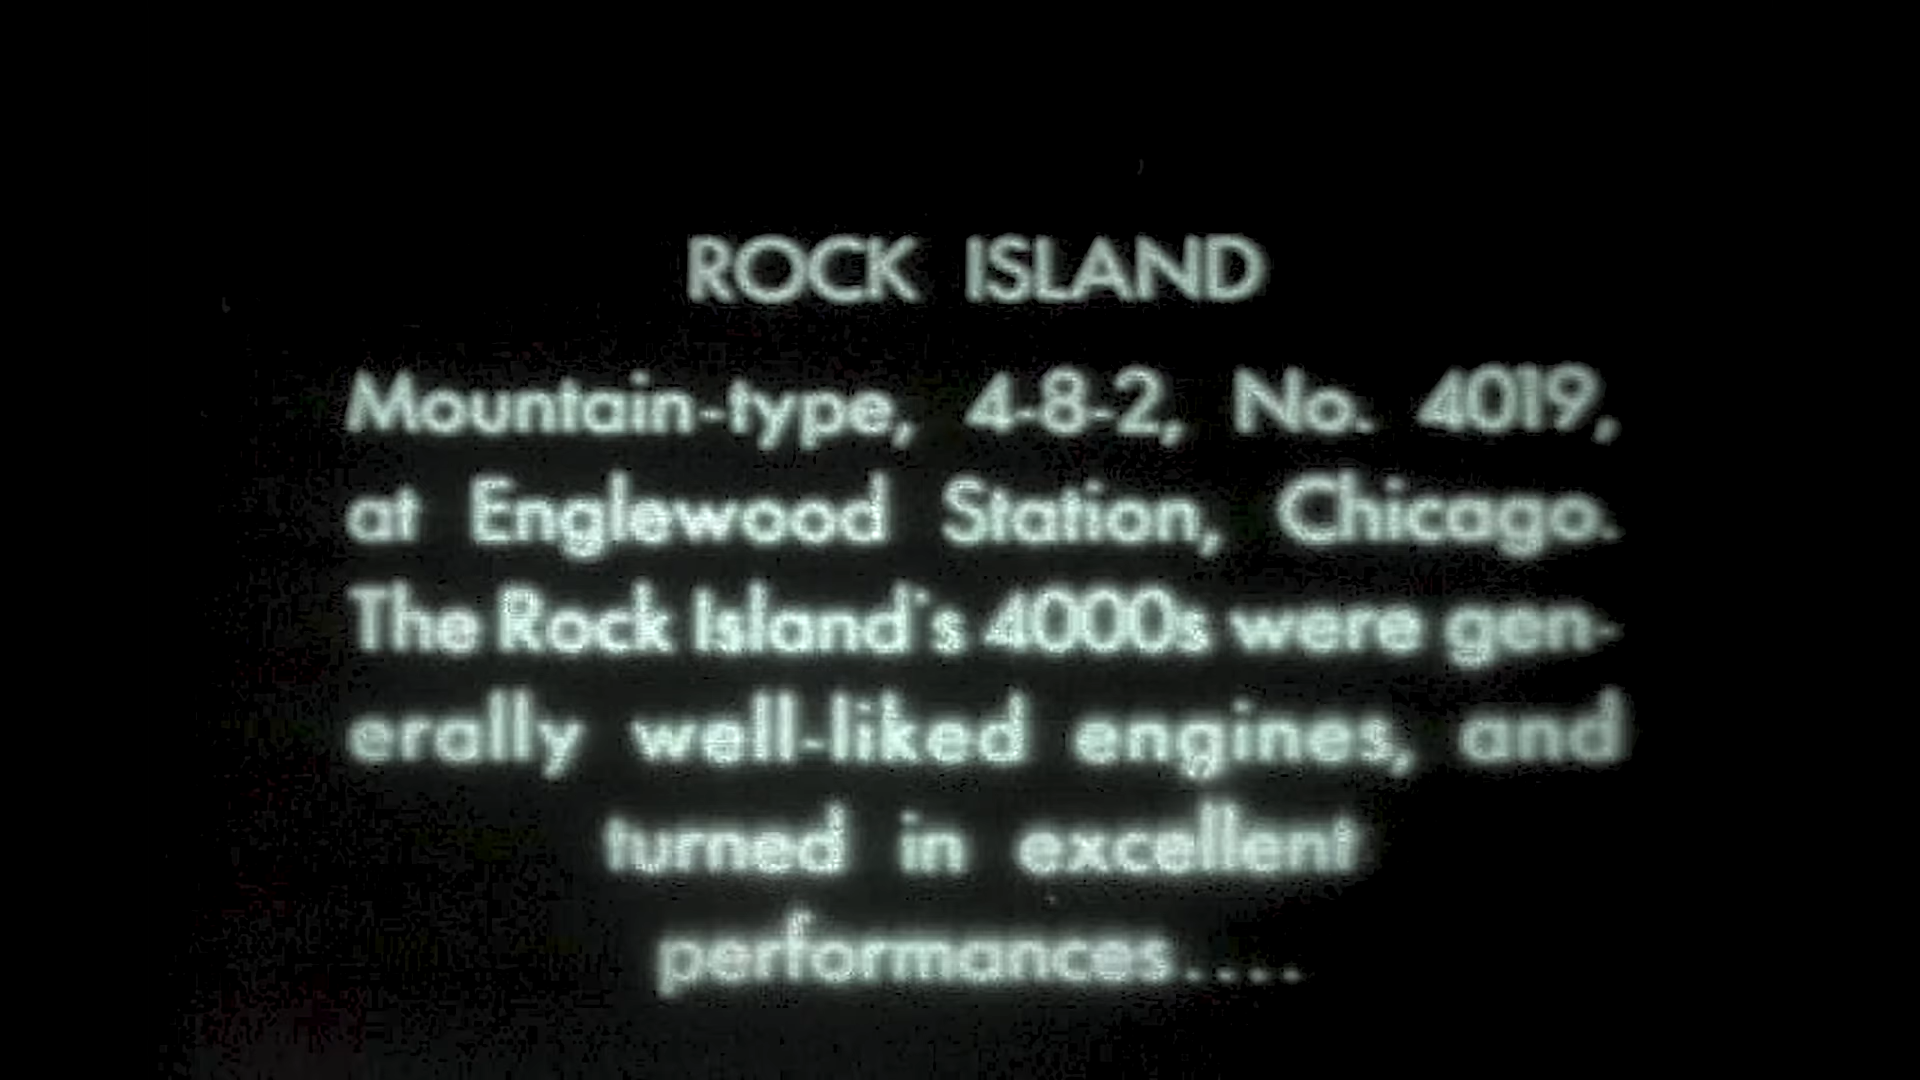 ROCK ISLAND
Mountain-type, 4-8-2, No. 4019,
at Englewood Station, Chicago.
The Rock Island's 4000s were gen-
erally well-liked engines, and
turned in excellent
performances....